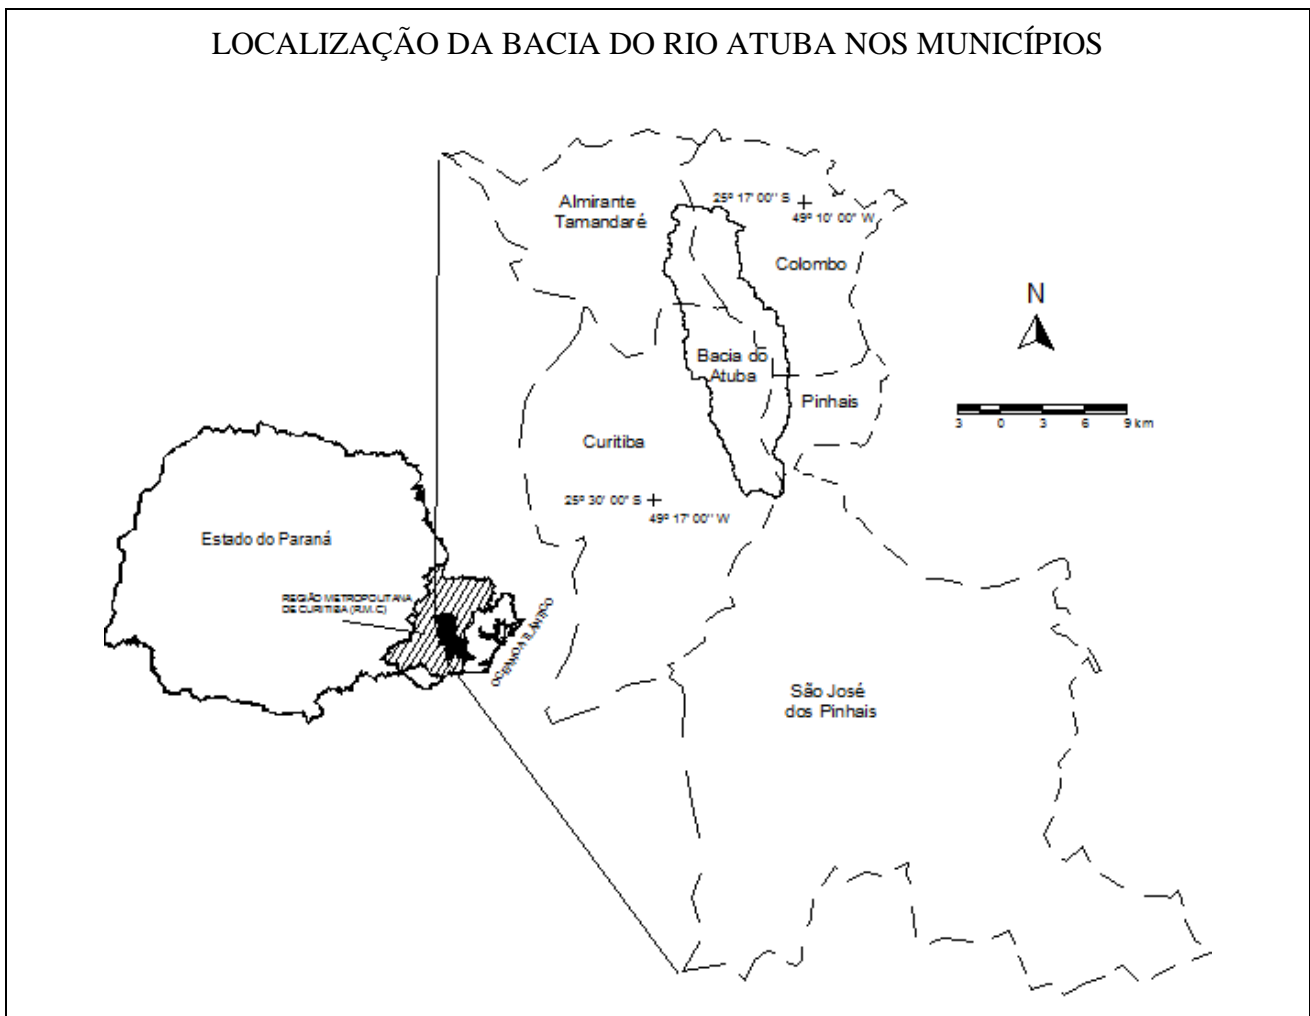 LOCALIZAÇÃO DA BACIA DO RIO ATUBA NOS MUNICÍPIOS
Almirante
Tamandaré
25º 17' 00'' S
49º 10' 00'' W
Colombo
N
Bacia do
Atuba
Pinhais
3 0 3 6 9 km
Curitiba
25º 30' 00'' S
49º 17' 00'' W
Estado do Paraná
REGIÃO METROPOLITANA
DE CURITIBA (R.M.C)
OCEANO ATLÂNTICO
São José
dos Pinhais